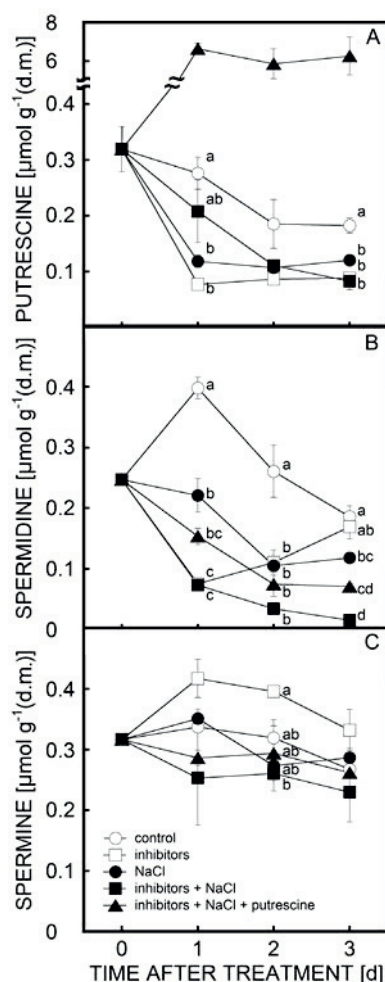 A
PUTRESCINE [µmol g⁻¹(d.m.)]
8
6
4
2
0.4
0.3
0.2
0.1
a
ab
b
b
a
b
b
b
B
SPERMIDINE [µmol g⁻¹(d.m.)]
0.4
0.3
0.2
0.1
0
a
b
bc
c
c
a
b
b
b
b
a
ab
bc
cd
d
C
SPERMINE [µmol g⁻¹(d.m.)]
0.4
0.3
0.2
0.1
0
a
ab
ab
ab
b
control
inhibitors
NaCl
inhibitors + NaCl
inhibitors + NaCl + putrescine
0 1 2 3
TIME AFTER TREATMENT [d]